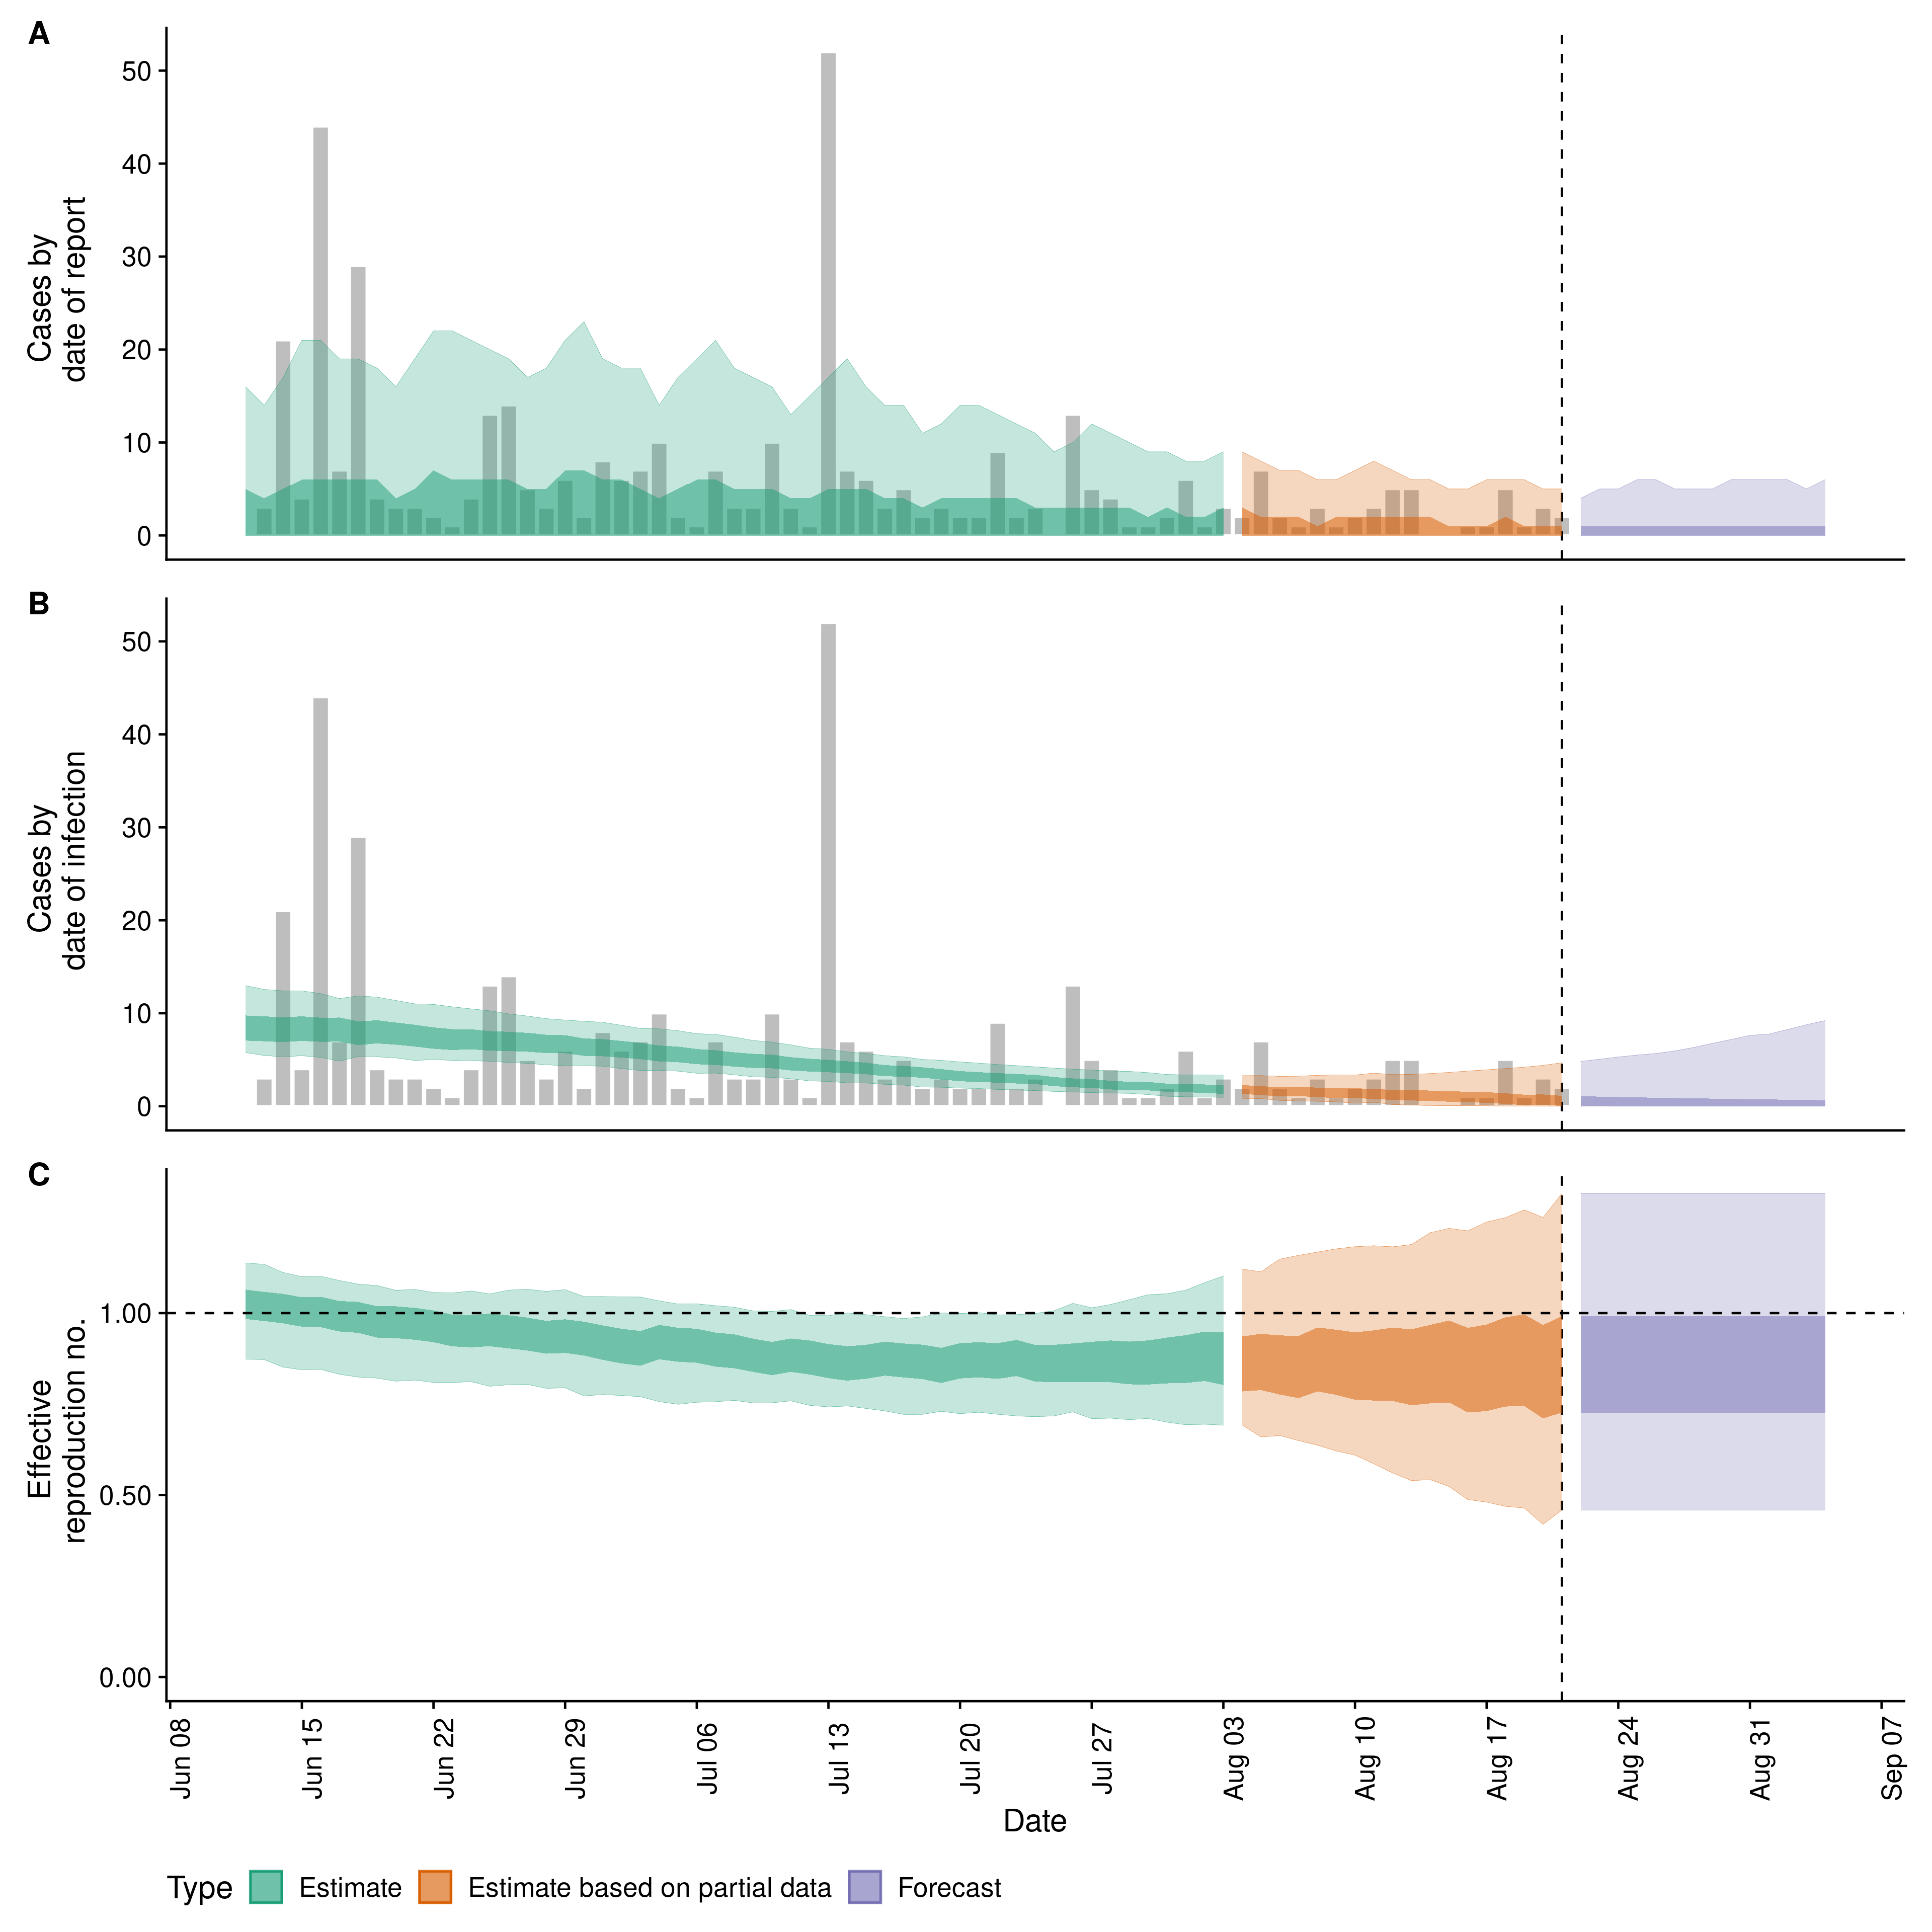 A
Cases by
date of report
50
40
30
20
10
0
B
Cases by
date of infection
50
40
30
20
10
0
C
Effective
reproduction no.
1.00
0.50
0.00
Jun 08
Jun 15
Jun 22
Jun 29
Jul 06
Jul 13
Jul 20
Jul 27
Aug 03
Aug 10
Aug 17
Aug 24
Aug 31
Sep 07
Date
Type Estimate Estimate based on partial data Forecast